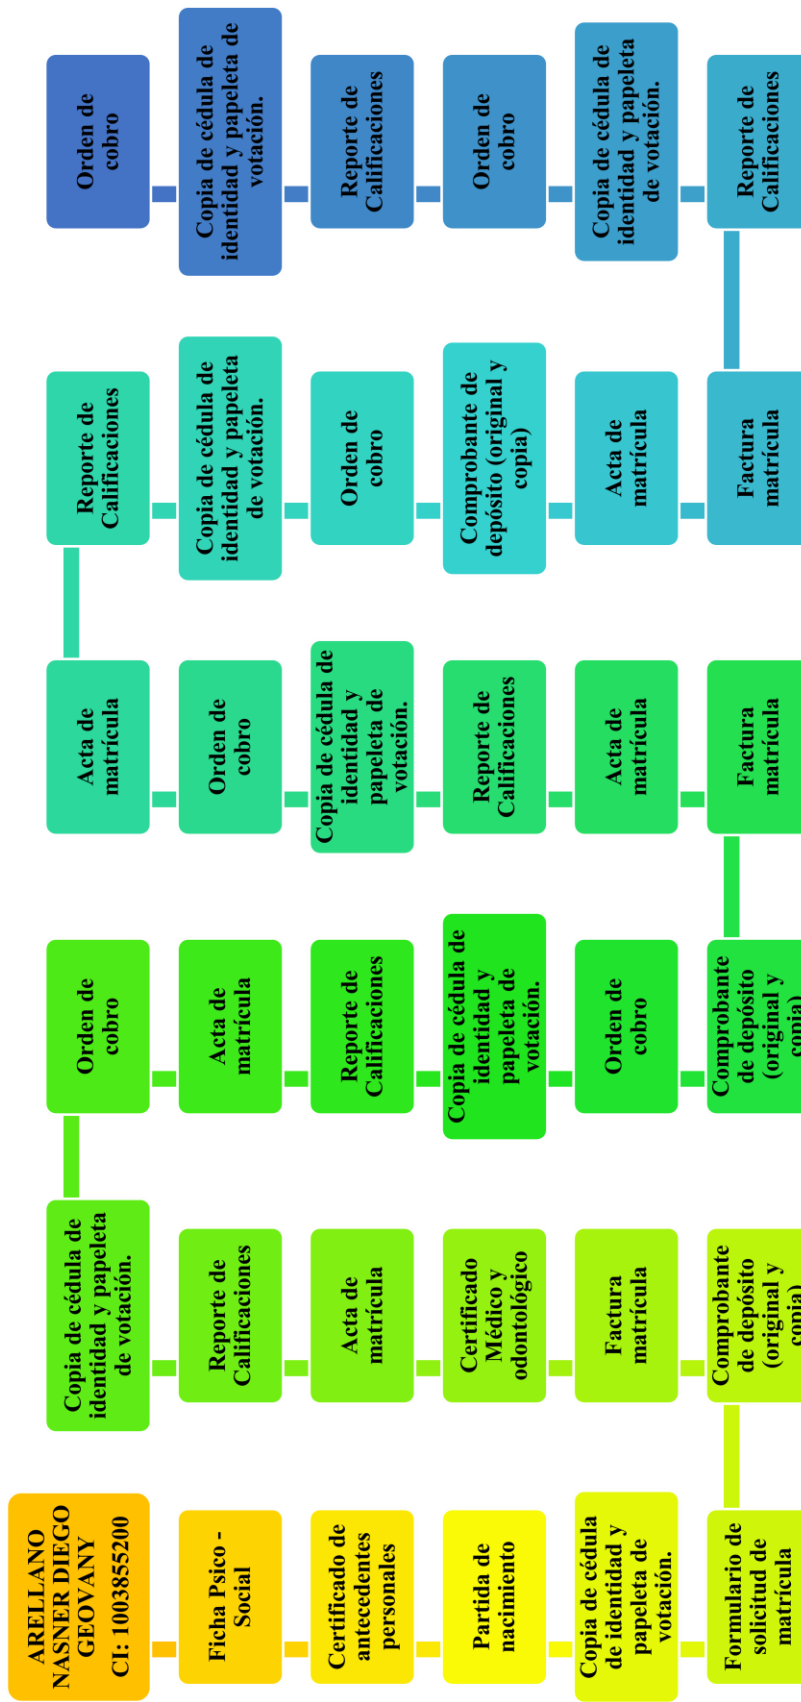 ARELLANO
NASNER DIEGO
GEOVANY
CI: 1003855200
Ficha Psico -
Social
Certificado de
antecedentes
personales
Partida de
nacimiento
Copia de cédula
de identidad y
papeleta de
votación.
Formulario de
solicitud de
matrícula
Comprobante
de depósito
(original y
copia)
Factura
matrícula
Certificado
Médico y
odontológico
Acta de
matrícula
Reporte de
Calificaciones
Copia de cédula de
identidad y papeleta
de votación.
Orden de
cobro
Acta de
matrícula
Reporte de
Calificaciones
Copia de cédula de
identidad y
papeleta de
votación.
Orden de
cobro
Comprobante
de depósito
(original y
copia)
Factura
matrícula
Acta de
matrícula
Reporte de
Calificaciones
Copia de cédula de
identidad y
papeleta de
votación.
Orden de
cobro
Acta de
matrícula
Reporte de
Calificaciones
Copia de cédula de
identidad y papeleta
de votación.
Orden de
cobro
Comprobante de
depósito (original y
copia)
Acta de
matrícula
Factura
matrícula
Reporte de
Calificaciones
Copia de cédula de
identidad y papeleta
de votación.
Orden de
cobro
Reporte de
Calificaciones
Copia de cédula de
identidad y papeleta de
votación.
Orden de
cobro